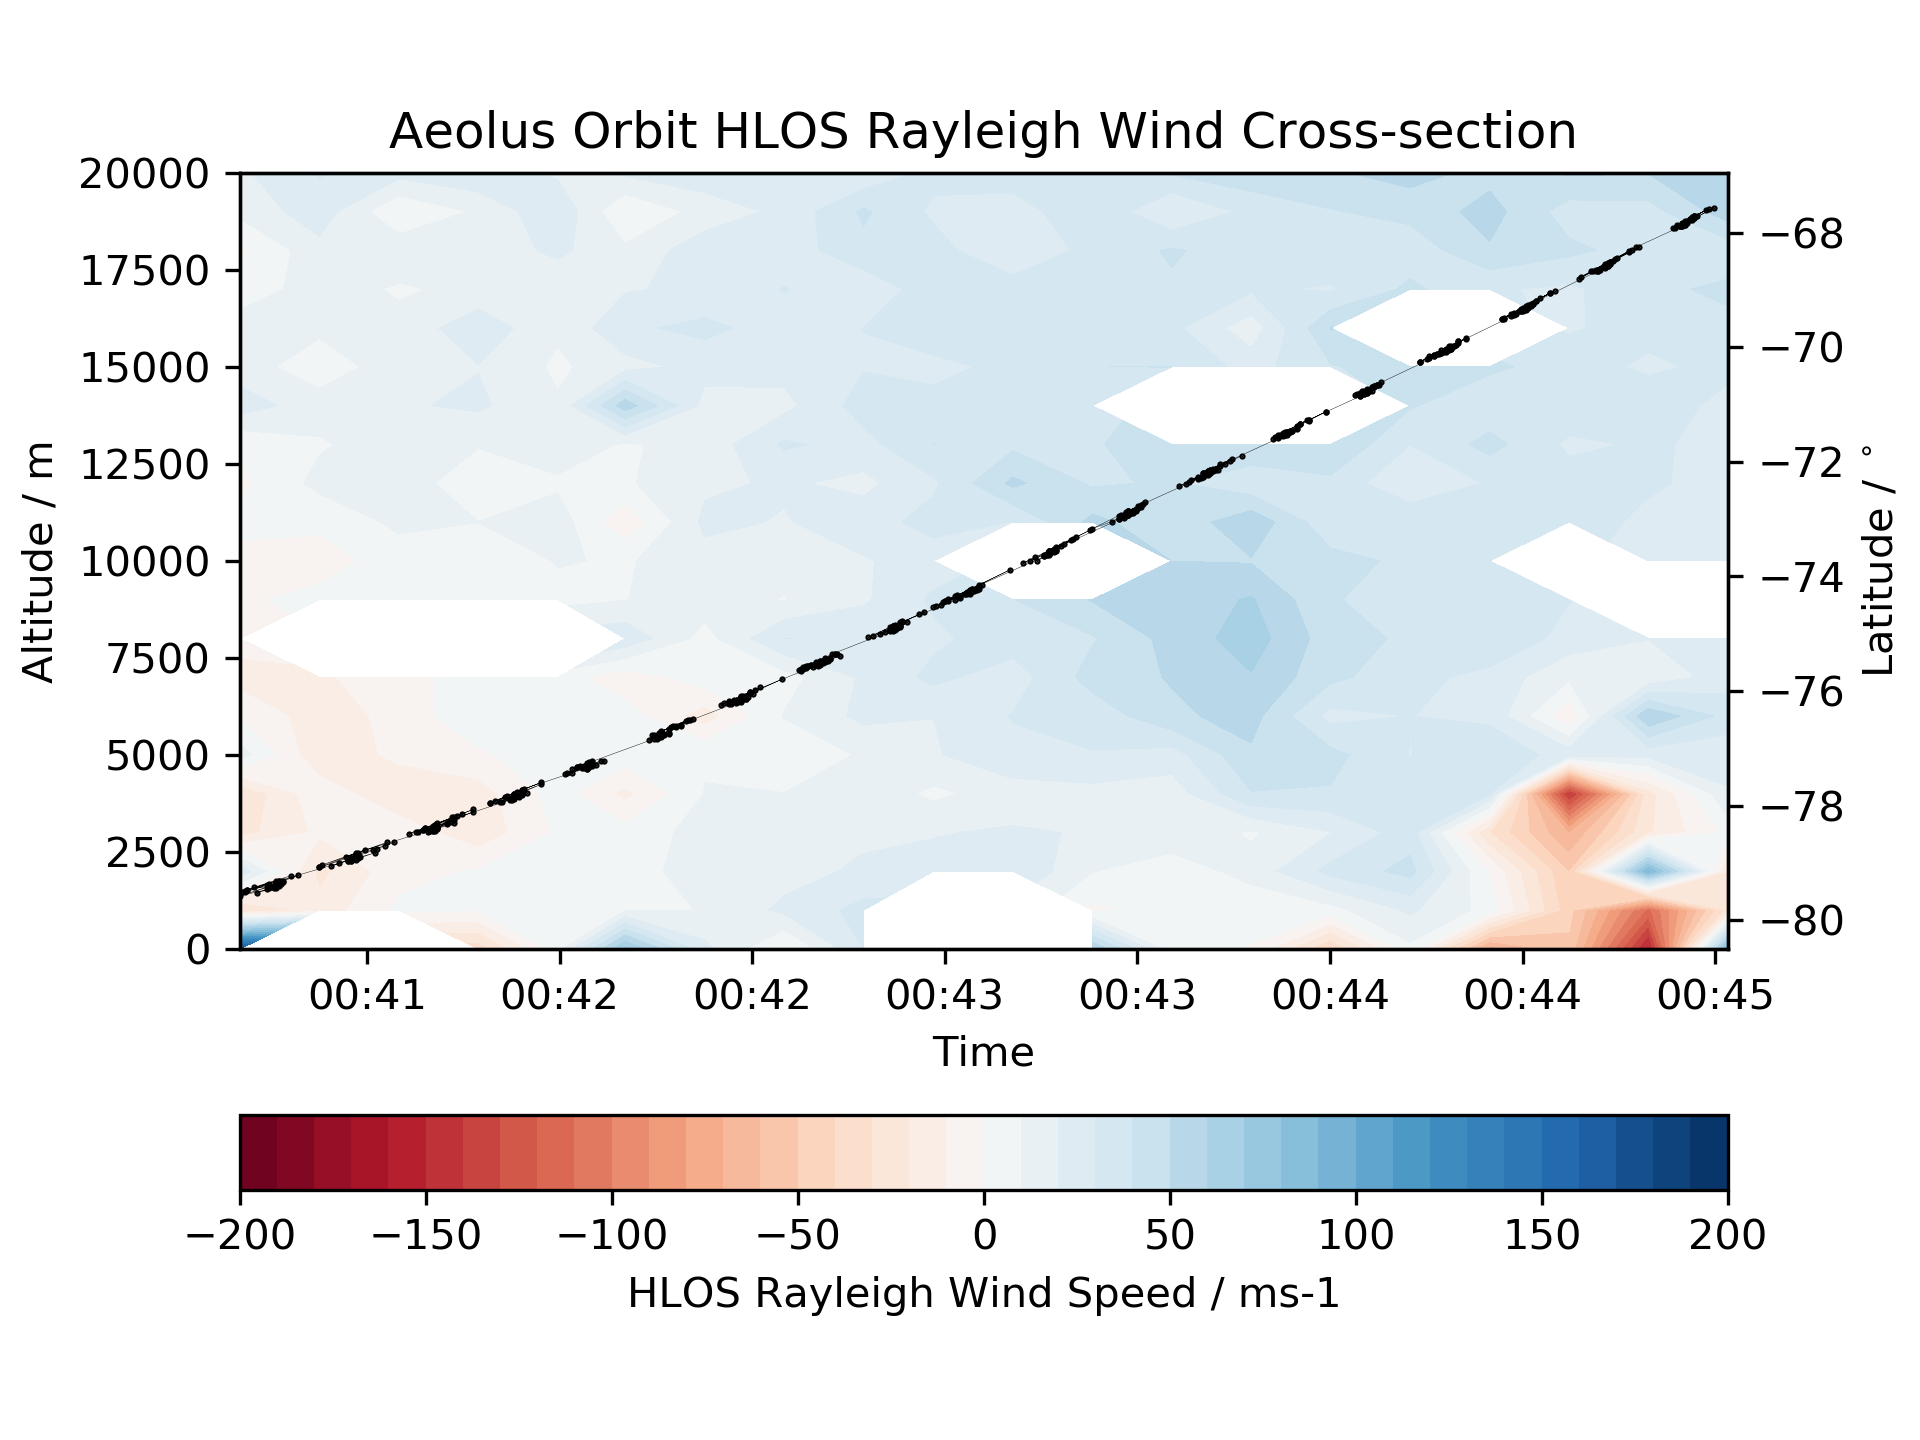 Aeolus Orbit HLOS Rayleigh Wind Cross-section
20000
17500
15000
12500
10000
7500
5000
2500
0
Altitude / m
−68
−70
−72
−74
−76
−78
−80
Latitude / °
00:41 00:42 00:42 00:43 00:43 00:44 00:44 00:45
Time
−200 −150 −100 −50 0 50 100 150 200
HLOS Rayleigh Wind Speed / ms-1